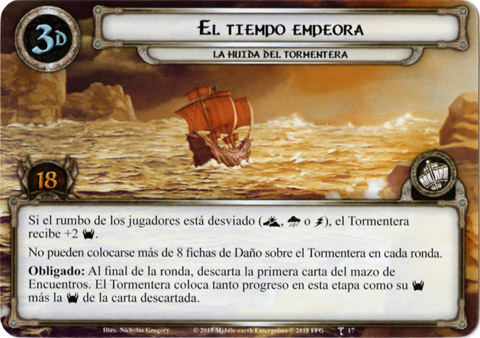 3D
El tiempo empeora
La huida del Tormentera
18
Si el rumbo de los jugadores está desviado ( , o ), el Tormentera
recibe +2 .
No pueden colocarse más de 8 fichas de Daño sobre el Tormentera en cada ronda.
Obligado: Al final de la ronda, descarta la primera carta del mazo de
Encuentros. El Tormentera coloca tanto progreso en esta etapa como su
más la de la carta descartada.
Illus. Nicholas Gregory © 2015 Middle-earth Enterprises © 2015 FFG 17